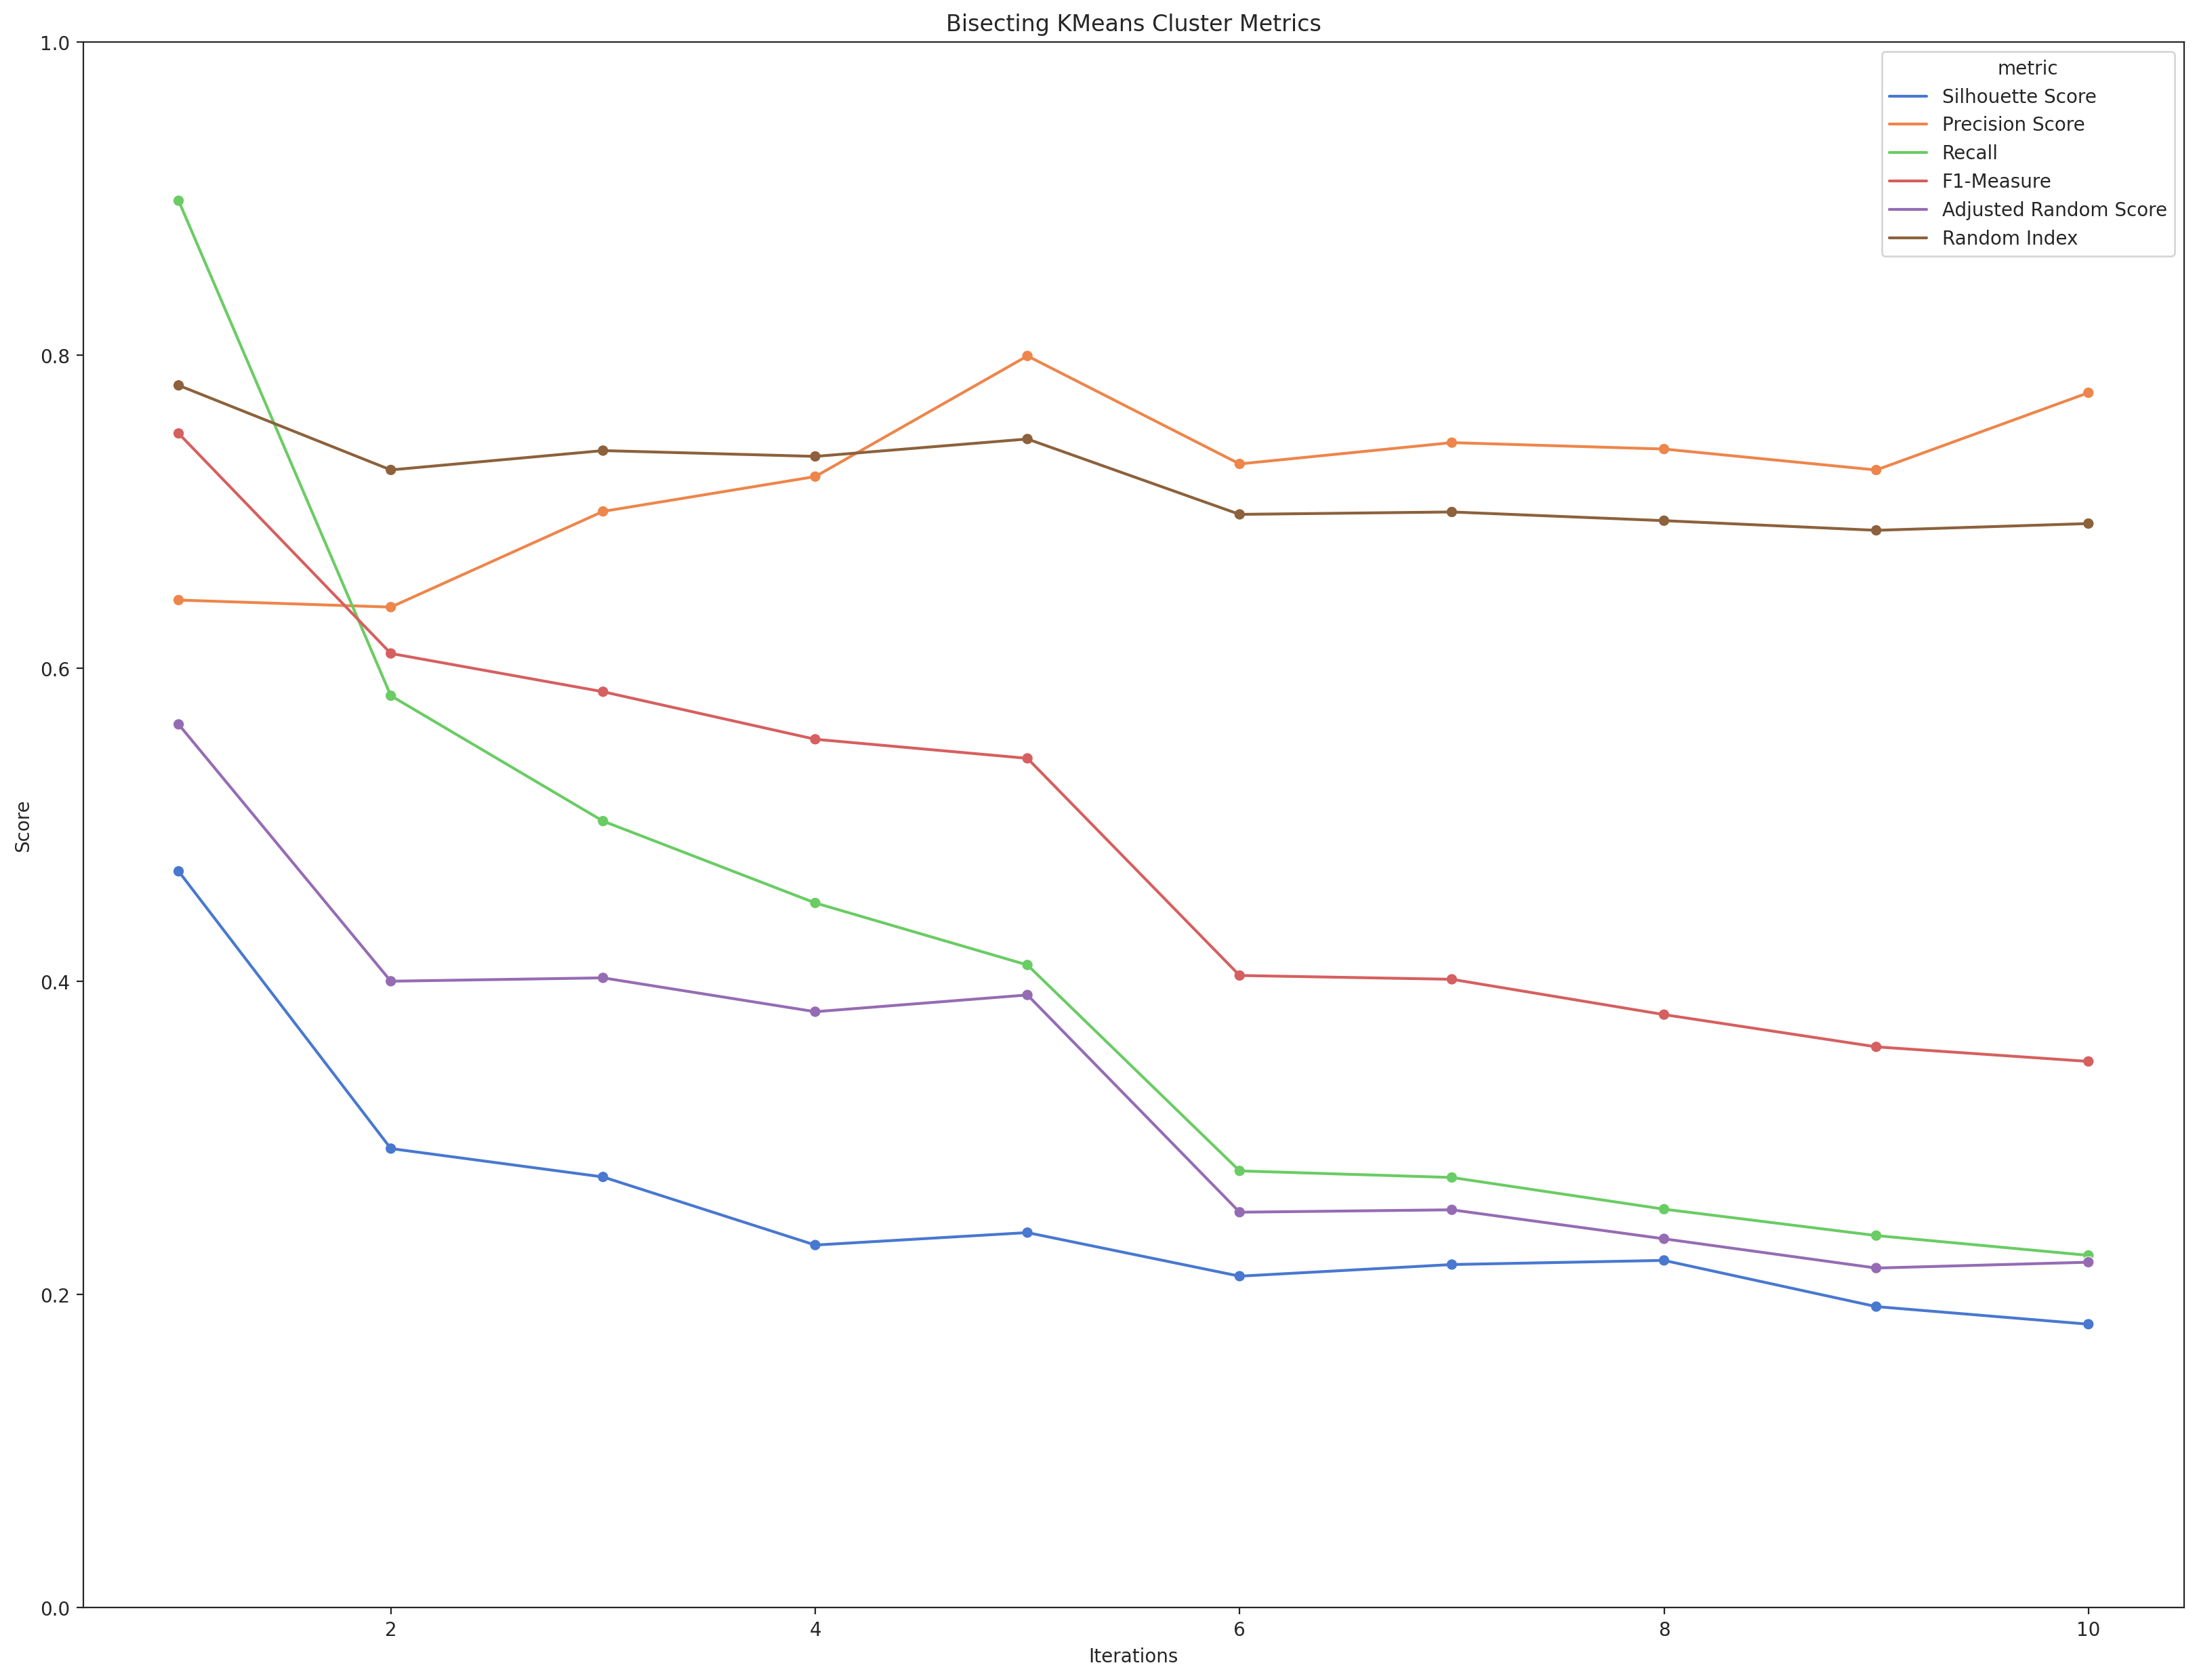 Bisecting KMeans Cluster Metrics
1.0
0.8
0.6
0.4
0.2
0.0
Score
metric
Silhouette Score
Precision Score
Recall
F1-Measure
Adjusted Random Score
Random Index
2 4 6 8 10
Iterations